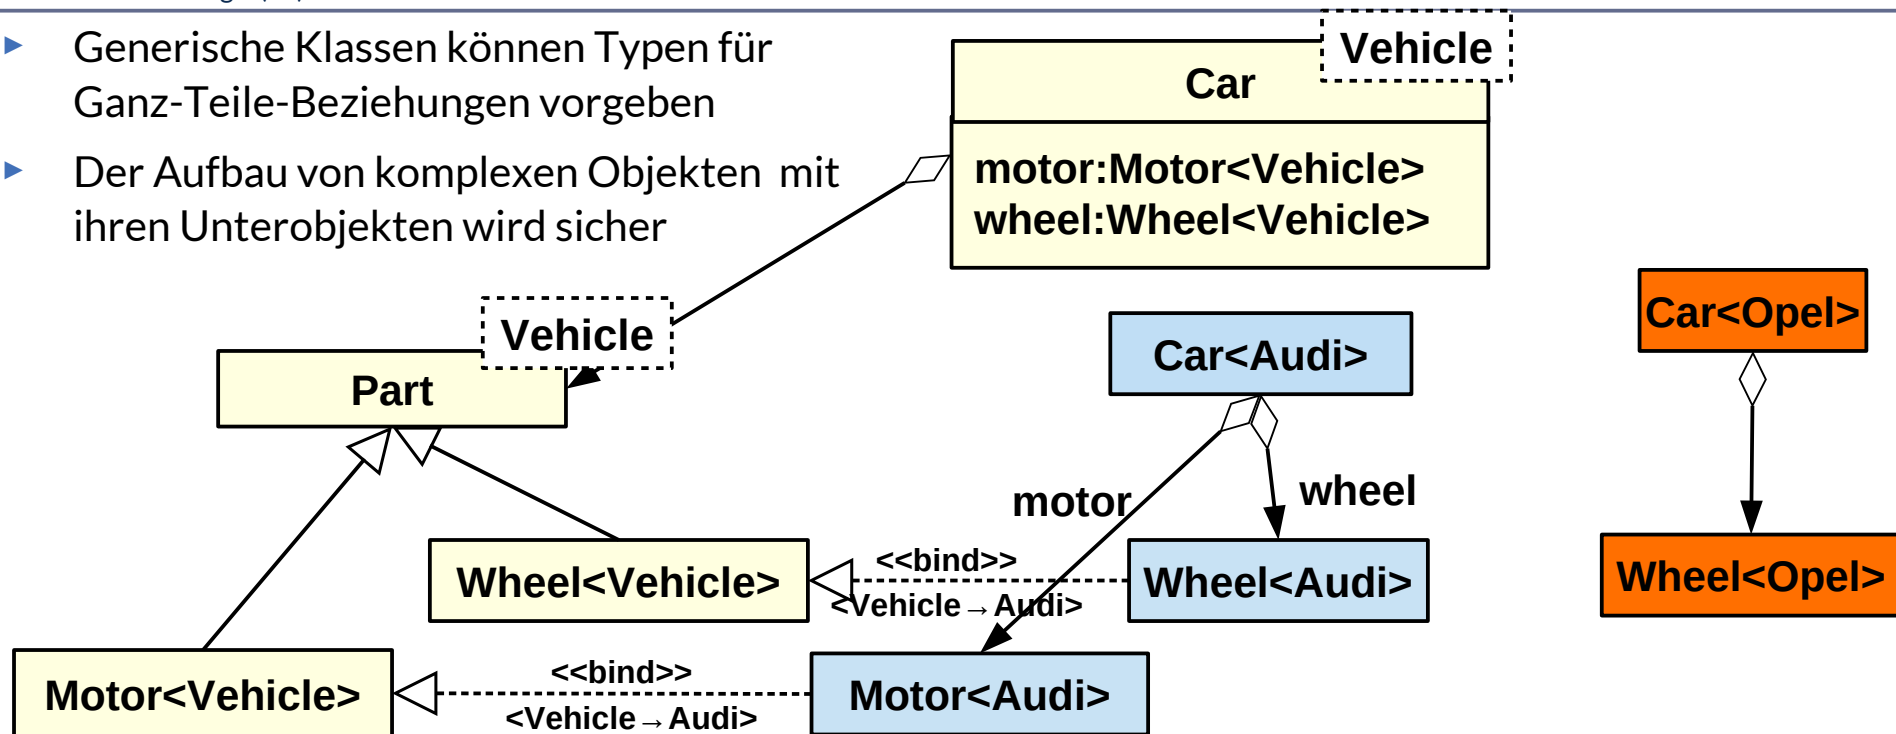 Generische Klassen können Typen für
Ganz-Teile-Beziehungen vorgeben
Der Aufbau von komplexen Objekten mit
ihren Unterobjekten wird sicher
Vehicle
Car
motor:Motor<Vehicle>
wheel:Wheel<Vehicle>
Vehicle
Part
Car<Audi>
Car<Opel>
motor
wheel
Wheel<Vehicle>
<<bind>>
<Vehicle→Audi>
Wheel<Audi>
Wheel<Opel>
Motor<Vehicle>
<<bind>>
<Vehicle→Audi>
Motor<Audi>